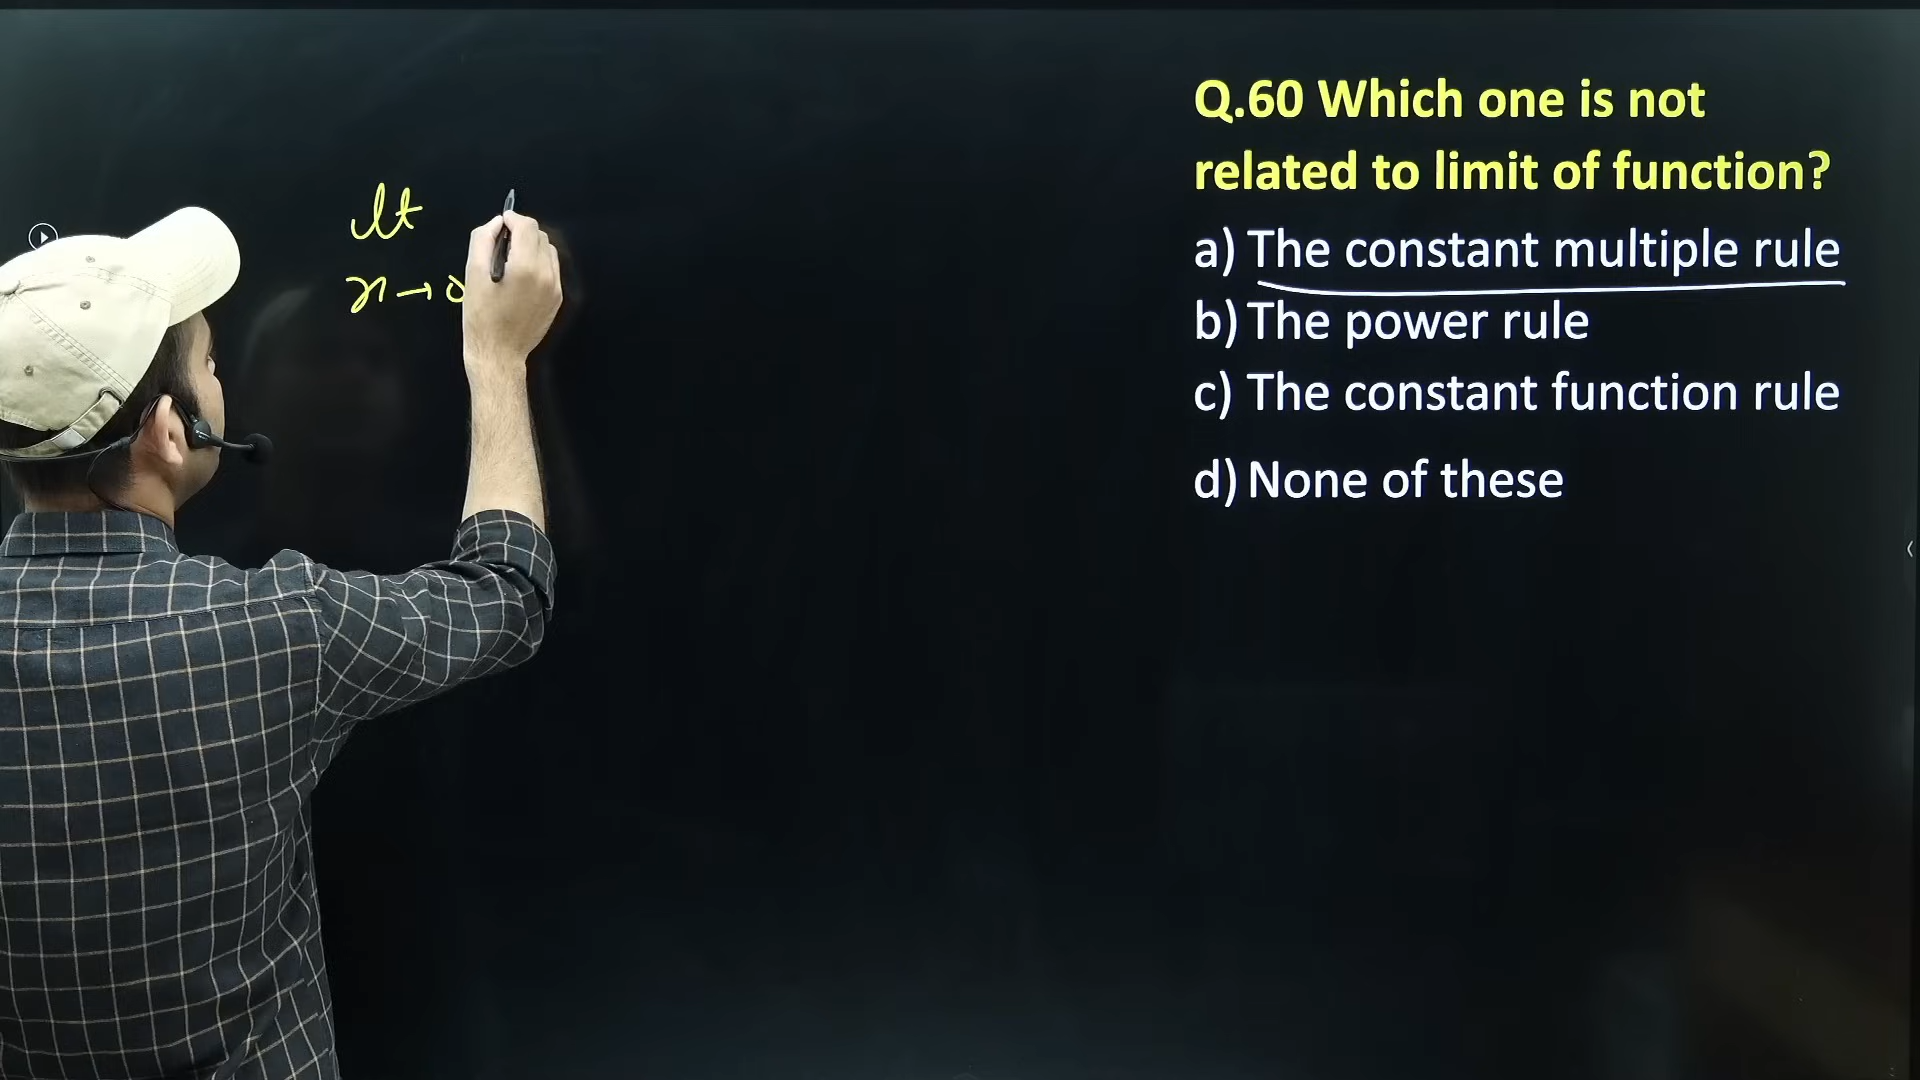 lt
x→0
Q.60 Which one is not
related to limit of function?
a) The constant multiple rule
b) The power rule
c) The constant function rule
d) None of these